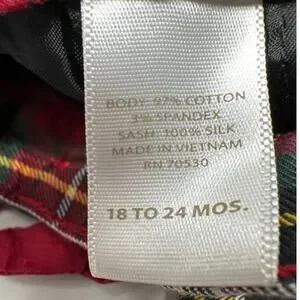 BODY: 97% COTTON
3% SPANDEX
SASH: 100% SILK
MADE IN VIETNAM
RN 70530
18 TO 24 MOS.